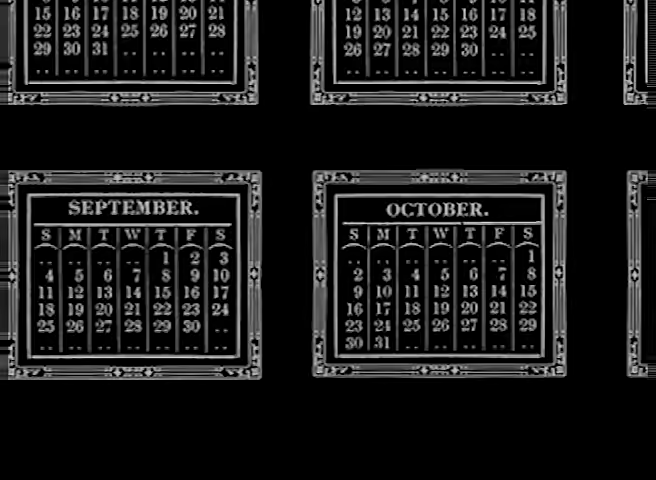 15 16 17 18 19 20 21
22 23 24 25 26 27 28
29 30 31 .. .. .. ..
.. .. .. .. .. .. ..
12 13 14 15 16 17 18
19 20 21 22 23 24 25
26 27 28 29 30 .. ..
.. .. .. .. .. .. ..
SEPTEMBER.
S M T W T F S
.. .. .. .. 1 2 3
4 5 6 7 8 9 10
11 12 13 14 15 16 17
18 19 20 21 22 23 24
25 26 27 28 29 30 ..
.. .. .. .. .. .. ..
OCTOBER.
S M T W T F S
.. .. .. .. .. .. 1
2 3 4 5 6 7 8
9 10 11 12 13 14 15
16 17 18 19 20 21 22
23 24 25 26 27 28 29
30 31 .. .. .. .. ..